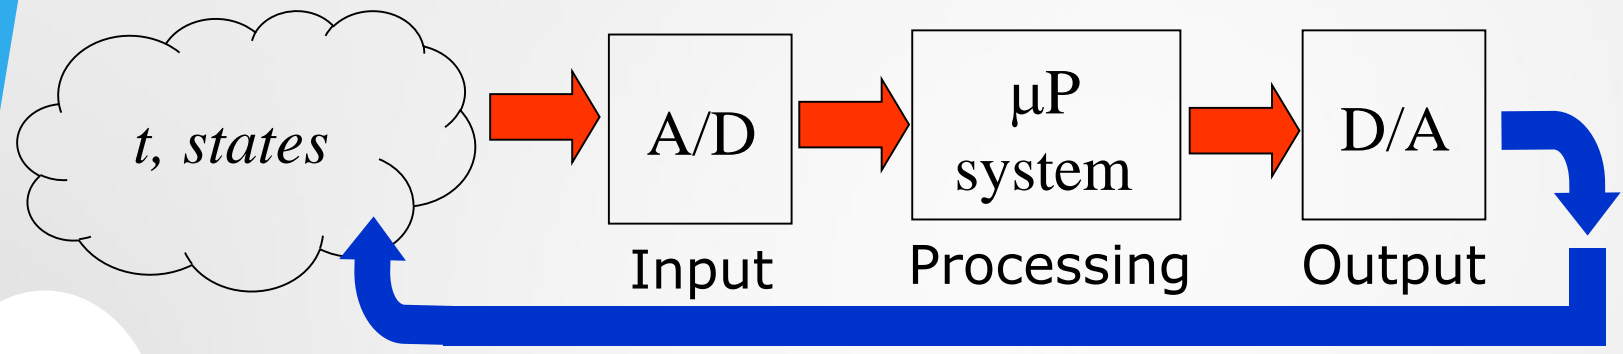 t, states
A/D
μP
system
D/A
Input
Processing
Output